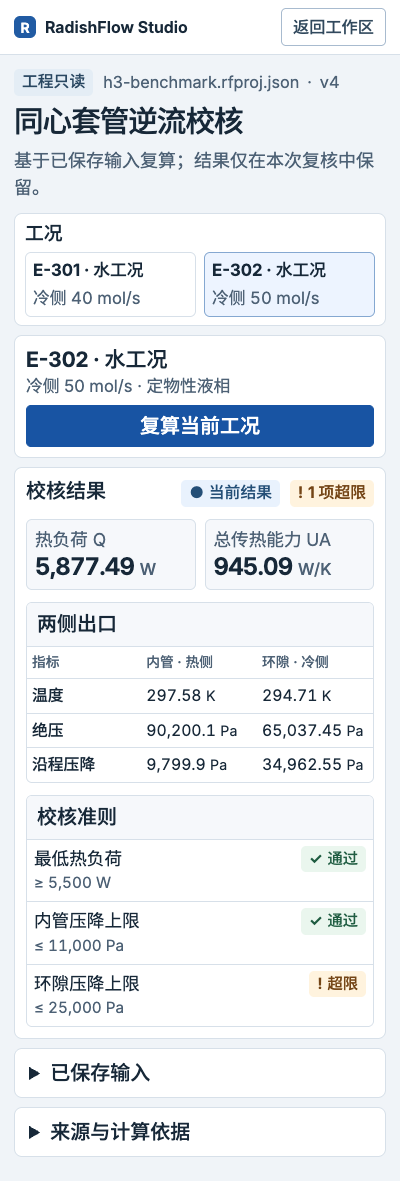 R RadishFlow Studio 返回工作区
工程只读 h3-benchmark.rfproj.json · v4
同心套管逆流校核
基于已保存输入复算；结果仅在本次复核中保
留。
工况
E-301 · 水工况
冷侧 40 mol/s
E-302 · 水工况
冷侧 50 mol/s
E-302 · 水工况
冷侧 50 mol/s · 定物性液相
复算当前工况
校核结果 当前结果 ! 1 项超限
热负荷 Q
5,877.49 W
总传热能力 UA
945.09 W/K
两侧出口
指标 内管 · 热侧 环隙 · 冷侧
温度 297.58 K 294.71 K
绝压 90,200.1 Pa 65,037.45 Pa
沿程压降 9,799.9 Pa 34,962.55 Pa
校核准则
最低热负荷 ✓ 通过
≥ 5,500 W
内管压降上限 ✓ 通过
≤ 11,000 Pa
环隙压降上限 ! 超限
≤ 25,000 Pa
▶ 已保存输入
▶ 来源与计算依据